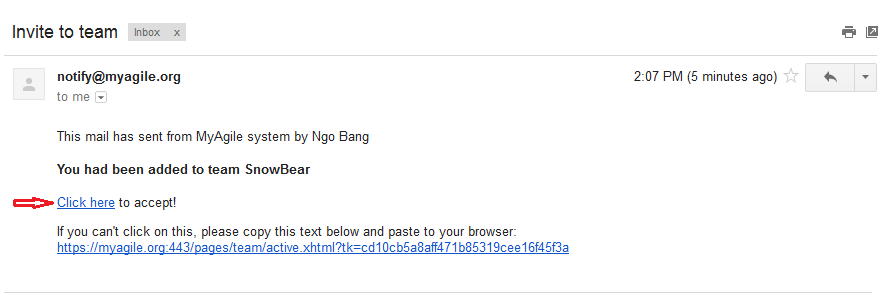 Invite to team Inbox x
notify@myagile.org 2:07 PM (5 minutes ago)
to me
This mail has sent from MyAgile system by Ngo Bang
You had been added to team SnowBear
Click here to accept!
If you can't click on this, please copy this text below and paste to your browser:
https://myagile.org:443/pages/team/active.xhtml?tk=cd10cb5a8aff471b85319cee16f45f3a